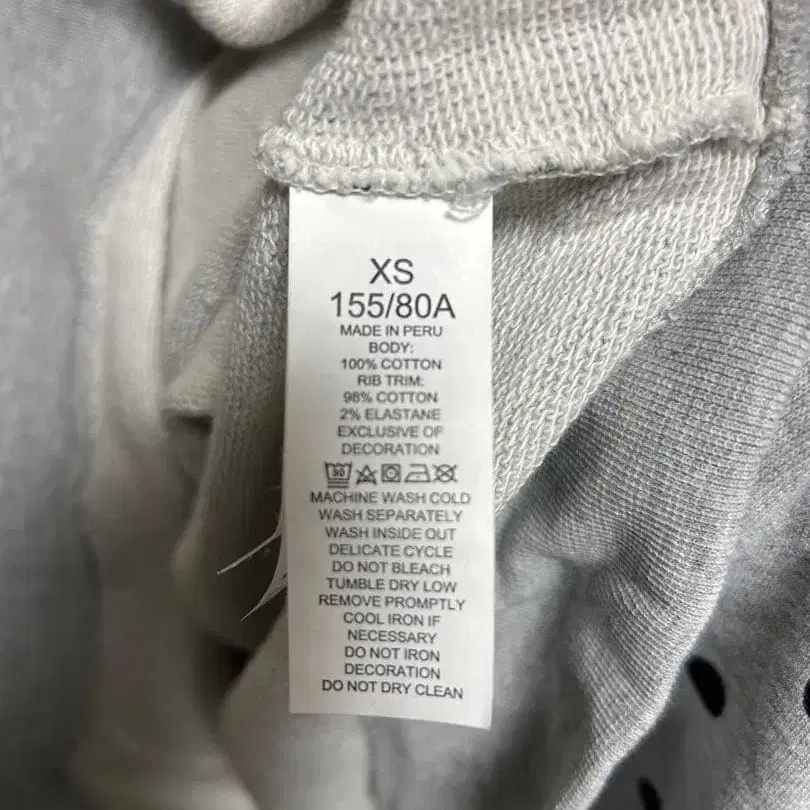 XS
155/80A
MADE IN PERU
BODY:
100% COTTON
RIB TRIM:
98% COTTON
2% ELASTANE
EXCLUSIVE OF
DECORATION
30
MACHINE WASH COLD
WASH SEPARATELY
WASH INSIDE OUT
DELICATE CYCLE
DO NOT BLEACH
TUMBLE DRY LOW
REMOVE PROMPTLY
COOL IRON IF
NECESSARY
DO NOT IRON
DECORATION
DO NOT DRY CLEAN